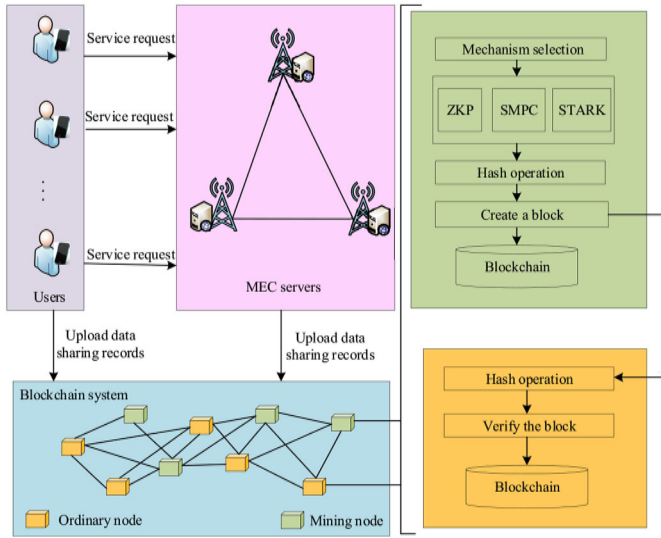 Service request
Service request
Service request
Users
MEC servers
Upload data
sharing records
Upload data
sharing records
Blockchain system
Ordinary node
Mining node
Mechanism selection
ZKP
SMPC
STARK
Hash operation
Create a block
Blockchain
Hash operation
Verify the block
Blockchain